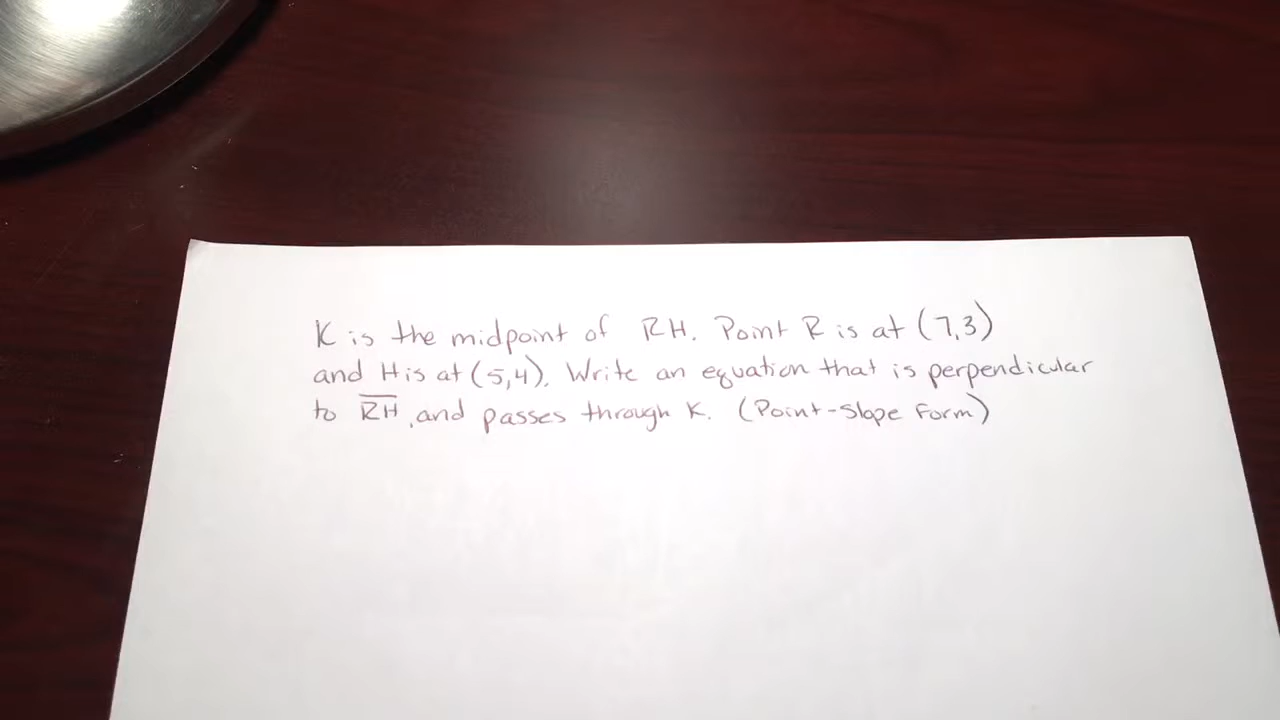 K is the midpoint of RH. Point R is at (7,3)
and H is at (5,4). Write an equation that is perpendicular
to R̅H̅, and passes through K. (Point-Slope Form)